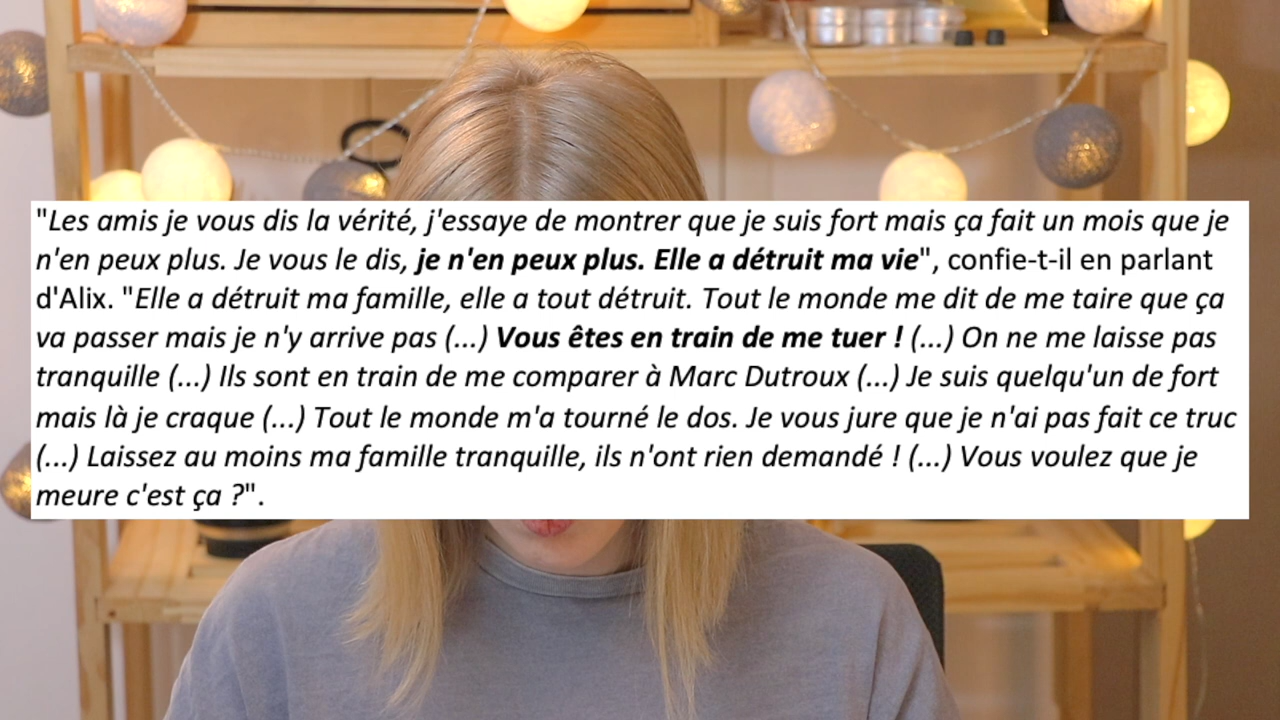 "Les amis je vous dis la vérité, j'essaye de montrer que je suis fort mais ça fait un mois que je
n'en peux plus. Je vous le dis, je n'en peux plus. Elle a détruit ma vie", confie-t-il en parlant
d'Alix. "Elle a détruit ma famille, elle a tout détruit. Tout le monde me dit de me taire que ça
va passer mais je n'y arrive pas (...) Vous êtes en train de me tuer ! (...) On ne me laisse pas
tranquille (...) Ils sont en train de me comparer à Marc Dutroux (...) Je suis quelqu'un de fort
mais là je craque (...) Tout le monde m'a tourné le dos. Je vous jure que je n'ai pas fait ce truc
(...) Laissez au moins ma famille tranquille, ils n'ont rien demandé ! (...) Vous voulez que je
meure c'est ça ?".